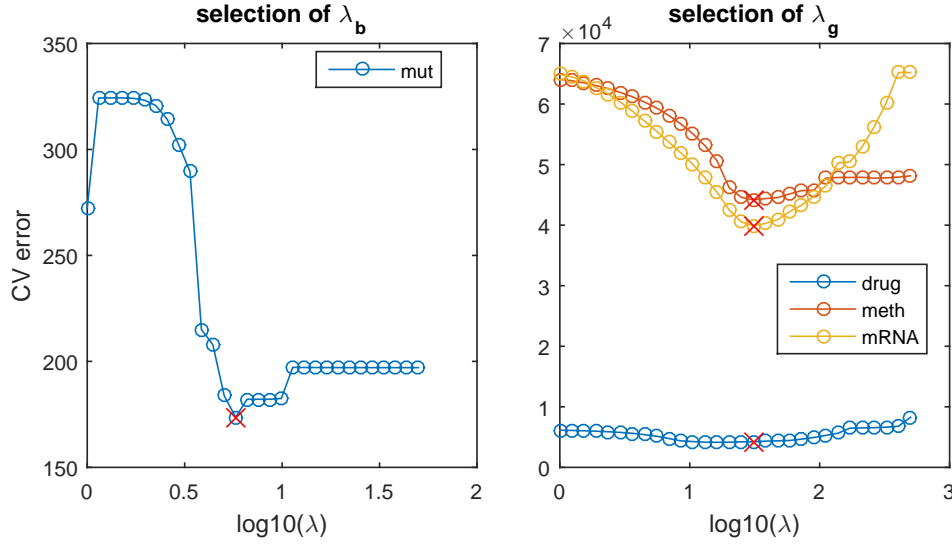 selection of λ_b
350
300
250
200
150
0
0.5
1
1.5
2
CV error
log10(λ)
mut
selection of λ_g
× 10^4
7
6
5
4
3
2
1
0
0
1
2
3
log10(λ)
drug
meth
mRNA